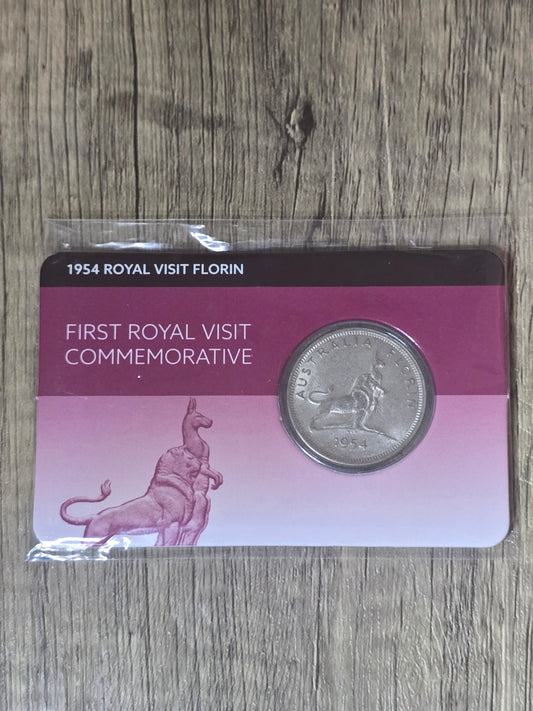 1954 ROYAL VISIT FLORIN
FIRST ROYAL VISIT
COMMEMORATIVE
AUSTRALIA FLORIN
1954